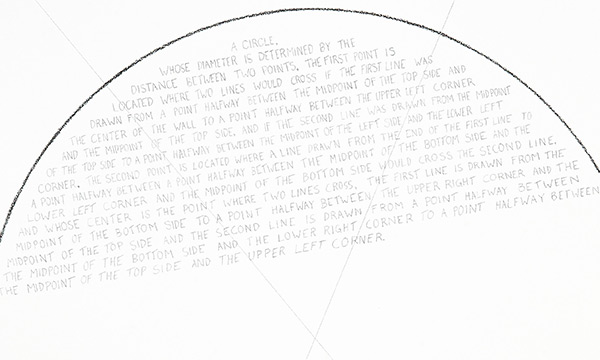 A CIRCLE,
WHOSE DIAMETER IS DETERMINED BY THE
DISTANCE BETWEEN TWO POINTS. THE FIRST POINT IS
LOCATED WHERE TWO LINES WOULD CROSS IF THE FIRST LINE WAS
DRAWN FROM A POINT HALFWAY BETWEEN THE MIDPOINT OF THE TOP SIDE AND
THE CENTER OF THE WALL TO A POINT HALFWAY BETWEEN THE UPPER LEFT CORNER
AND THE MIDPOINT OF THE TOP SIDE, AND IF THE SECOND LINE WAS DRAWN FROM THE MIDPOINT
OF THE TOP SIDE TO A POINT HALFWAY BETWEEN THE MIDPOINT OF THE LEFT SIDE AND THE LOWER LEFT
CORNER. THE SECOND POINT IS LOCATED WHERE A LINE DRAWN FROM THE END OF THE FIRST LINE TO
A POINT HALFWAY BETWEEN A POINT HALFWAY BETWEEN THE MIDPOINT OF THE BOTTOM SIDE AND THE
LOWER LEFT CORNER AND THE MIDPOINT OF THE BOTTOM SIDE WOULD CROSS THE SECOND LINE.
AND WHOSE CENTER IS THE POINT WHERE TWO LINES CROSS. THE FIRST LINE IS DRAWN FROM THE
MIDPOINT OF THE BOTTOM SIDE TO A POINT HALFWAY BETWEEN THE UPPER RIGHT CORNER AND THE
MIDPOINT OF THE TOP SIDE AND THE SECOND LINE IS DRAWN FROM A POINT HALFWAY BETWEEN
THE MIDPOINT OF THE BOTTOM SIDE AND THE LOWER RIGHT CORNER TO A POINT HALFWAY BETWEEN
THE MIDPOINT OF THE TOP SIDE AND THE UPPER LEFT CORNER.